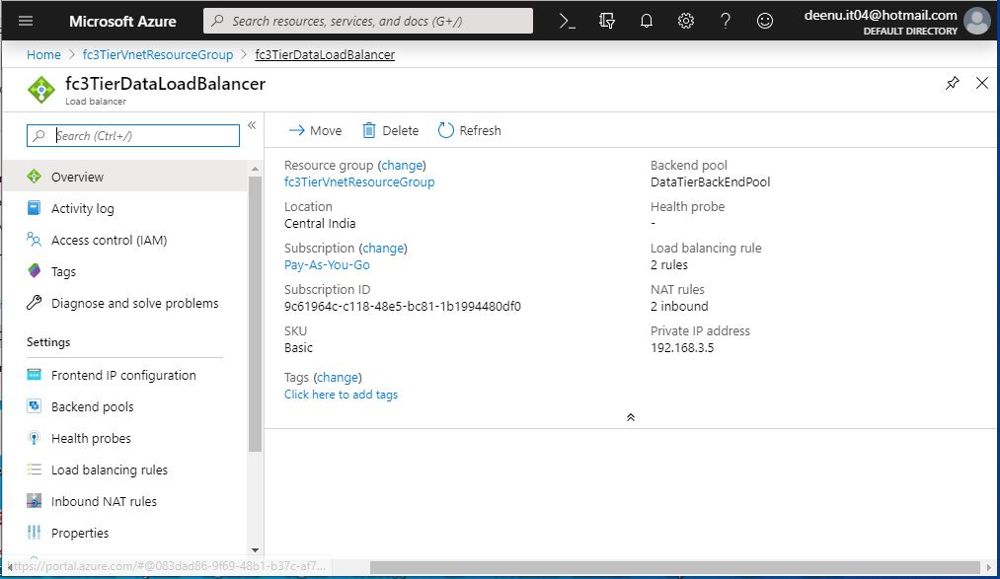 Microsoft Azure
Search resources, services, and docs (G+/)
deenu.it04@hotmail.com
DEFAULT DIRECTORY
Home > fc3TierVnetResourceGroup > fc3TierDataLoadBalancer
fc3TierDataLoadBalancer
Load balancer
Search (Ctrl+/)
Overview
Activity log
Access control (IAM)
Tags
Diagnose and solve problems
Settings
Frontend IP configuration
Backend pools
Health probes
Load balancing rules
Inbound NAT rules
Properties
https://portal.azure.com/#@083dad86-9f69-48b1-b37c-af7...
Move Delete Refresh
Resource group (change)
fc3TierVnetResourceGroup
Location
Central India
Subscription (change)
Pay-As-You-Go
Subscription ID
9c61964c-c118-48e5-bc81-1b1994480df0
SKU
Basic
Tags (change)
Click here to add tags
Backend pool
DataTierBackEndPool
Health probe
-
Load balancing rule
2 rules
NAT rules
2 inbound
Private IP address
192.168.3.5